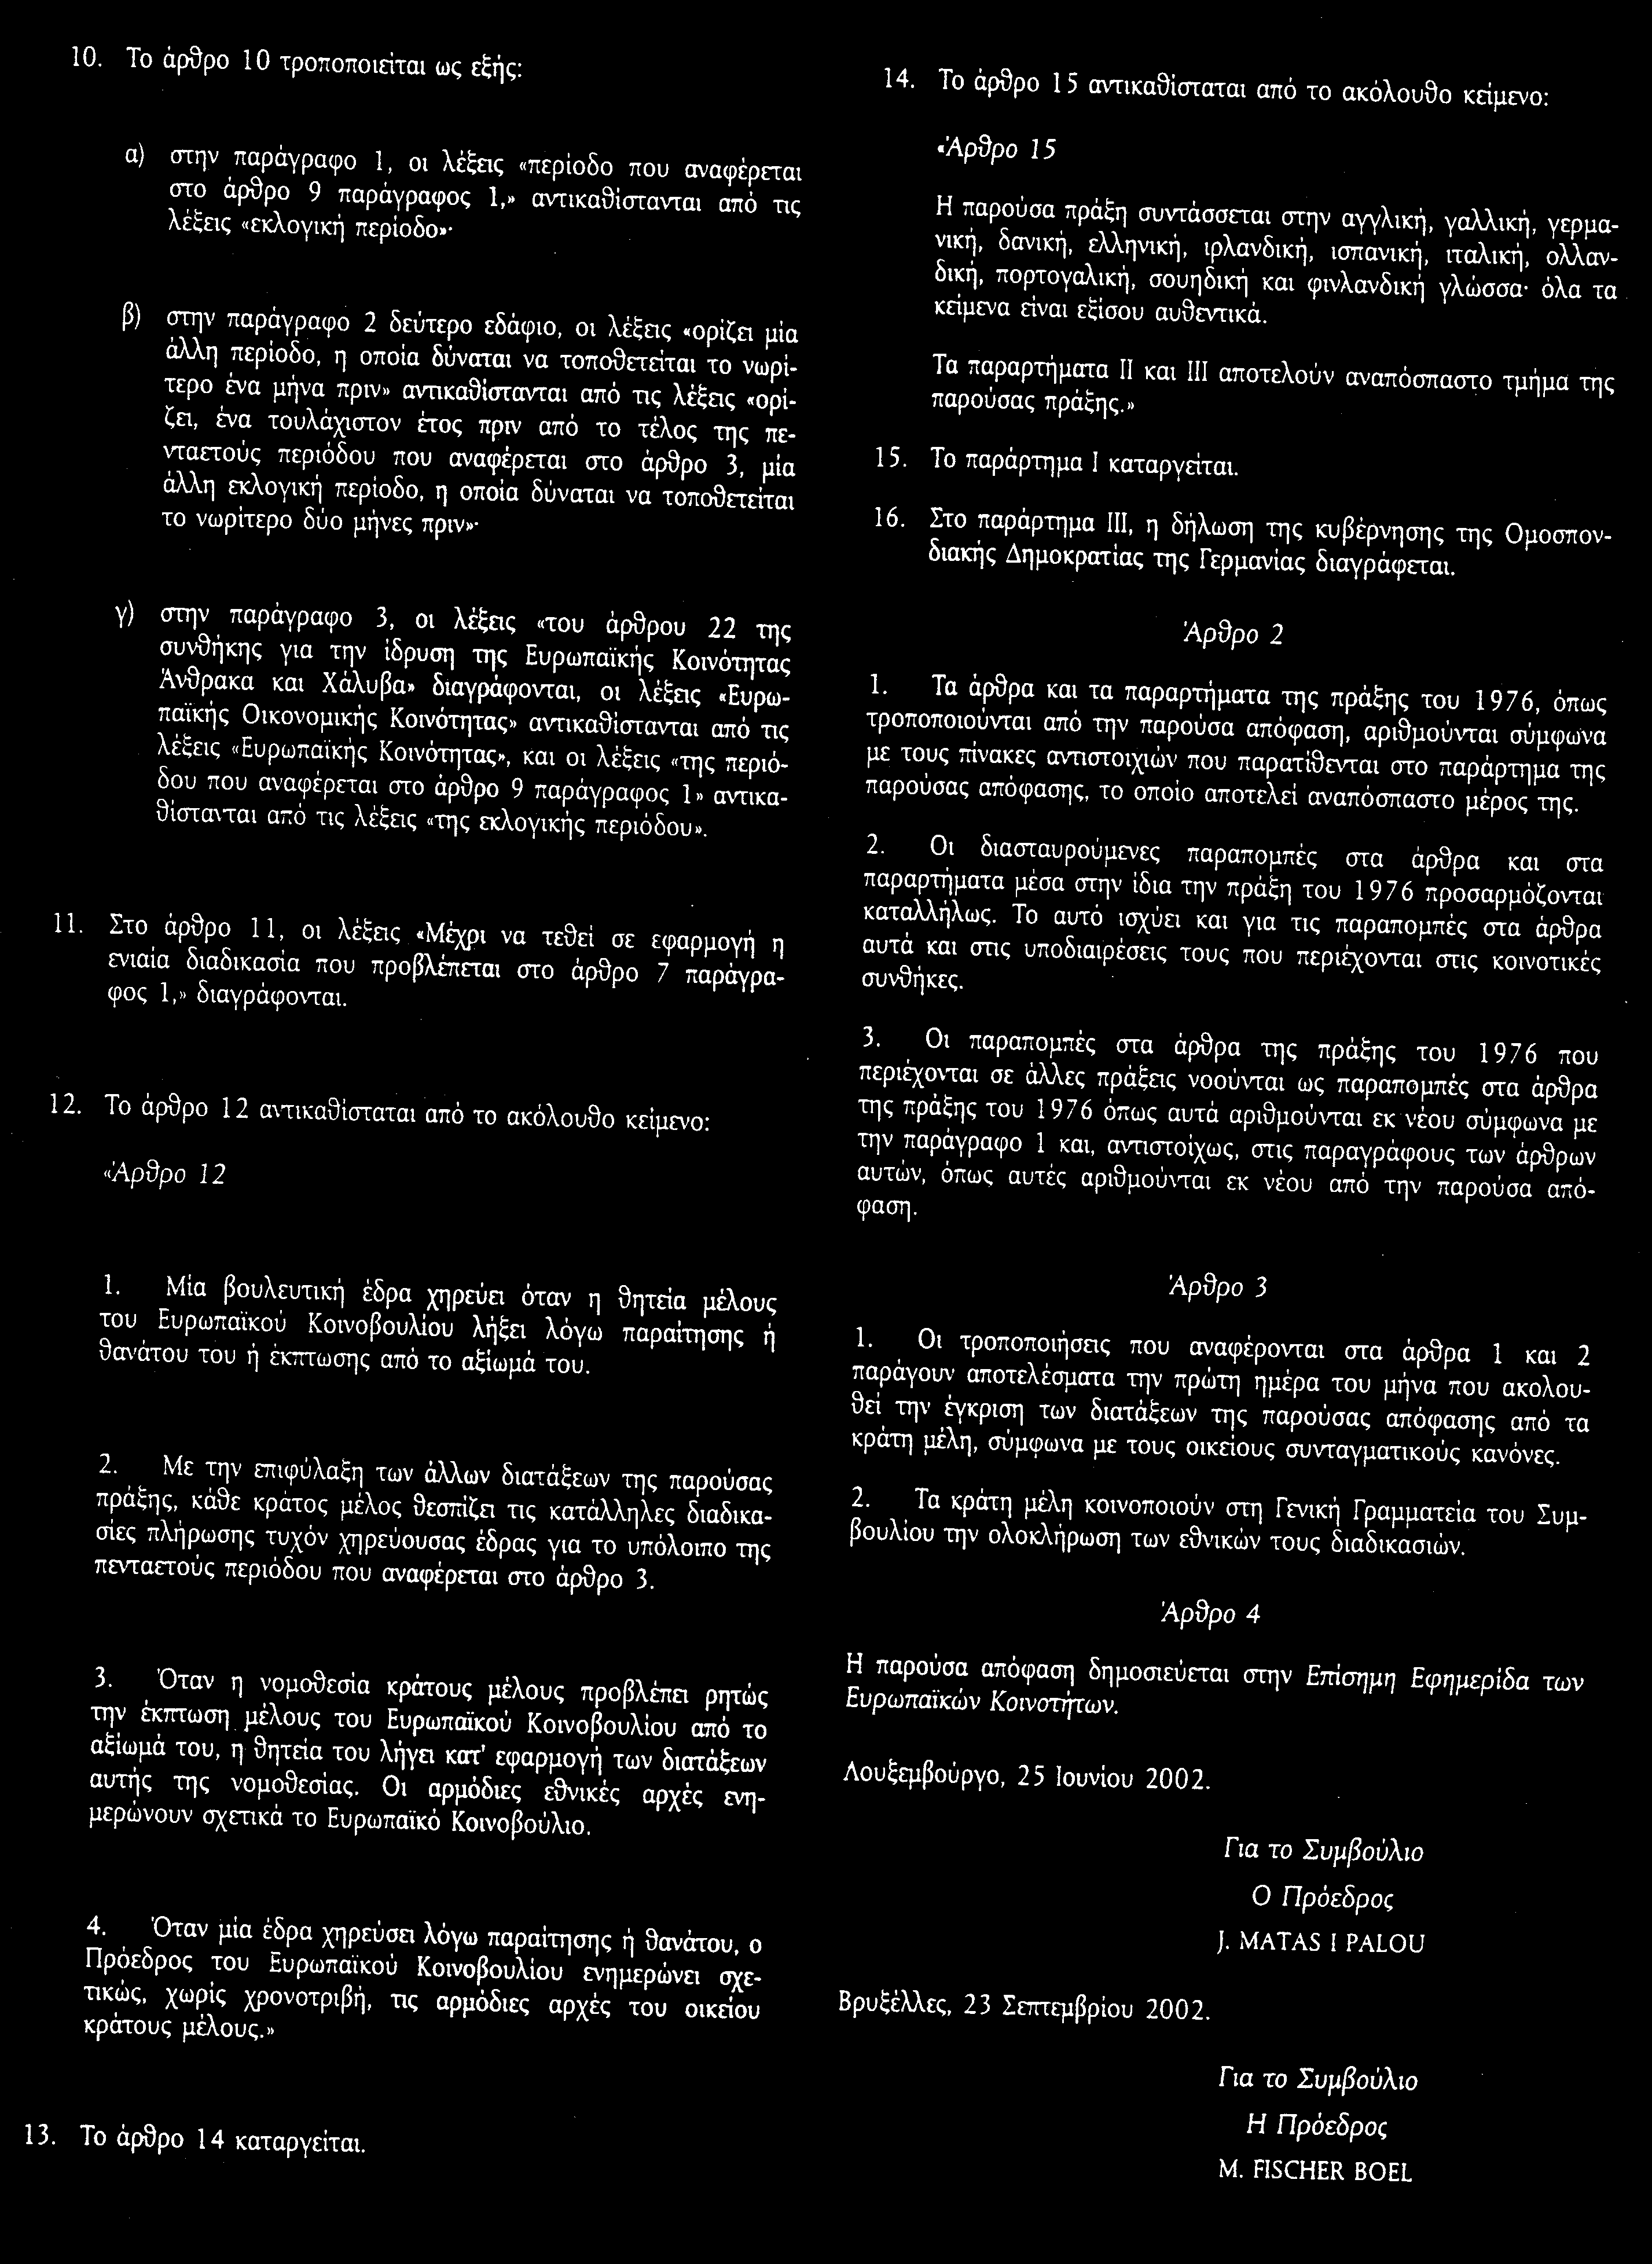 10. Το άρθρο 10 τροποποιείται ως εξής:
α) στην παράγραφο 1, οι λέξεις «περίοδο που αναφέρεται
στο άρθρο 9 παράγραφος 1,» αντικαθίστανται από τις
λέξεις «εκλογική περίοδο»·
β) στην παράγραφο 2 δεύτερο εδάφιο, οι λέξεις «ορίζει μία
άλλη περίοδο, η οποία δύναται να τοποθετείται το νωρί-
τερο ένα μήνα πριν» αντικαθίστανται από τις λέξεις «ορί-
ζει, ένα τουλάχιστον έτος πριν από το τέλος της πε-
νταετούς περιόδου που αναφέρεται στο άρθρο 3, μία
άλλη εκλογική περίοδο, η οποία δύναται να τοποθετείται
το νωρίτερο δύο μήνες πριν»·
γ) στην παράγραφο 3, οι λέξεις «του άρθρου 22 της
συνθήκης για την ίδρυση της Ευρωπαϊκής Κοινότητας
Άνθρακα και Χάλυβα» διαγράφονται, οι λέξεις «Ευρω-
παϊκής Οικονομικής Κοινότητας» αντικαθίστανται από τις
λέξεις «Ευρωπαϊκής Κοινότητας», και οι λέξεις «της περιό-
δου που αναφέρεται στο άρθρο 9 παράγραφος 1» αντικα-
θίστανται από τις λέξεις «της εκλογικής περιόδου».
11. Στο άρθρο 11, οι λέξεις «Μέχρι να τεθεί σε εφαρμογή η
ενιαία διαδικασία που προβλέπεται στο άρθρο 7 παράγρα-
φος 1,» διαγράφονται.
12. Το άρθρο 12 αντικαθίσταται από το ακόλουθο κείμενο:
«Άρθρο 12
1. Μία βουλευτική έδρα χηρεύει όταν η θητεία μέλους
του Ευρωπαϊκού Κοινοβουλίου λήξει λόγω παραίτησης ή
θανάτου του ή έκπτωσης από το αξίωμά του.
2. Με την επιφύλαξη των άλλων διατάξεων της παρούσας
πράξης, κάθε κράτος μέλος θεσπίζει τις κατάλληλες διαδικα-
σίες πλήρωσης τυχόν χηρεύουσας έδρας για το υπόλοιπο της
πενταετούς περιόδου που αναφέρεται στο άρθρο 3.
3. Όταν η νομοθεσία κράτους μέλους προβλέπει ρητώς
την έκπτωση μέλους του Ευρωπαϊκού Κοινοβουλίου από το
αξίωμά του, η θητεία του λήγει κατ' εφαρμογή των διατάξεων
αυτής της νομοθεσίας. Οι αρμόδιες εθνικές αρχές ενη-
μερώνουν σχετικά το Ευρωπαϊκό Κοινοβούλιο.
4. Όταν μία έδρα χηρεύσει λόγω παραίτησης ή θανάτου, ο
Πρόεδρος του Ευρωπαϊκού Κοινοβουλίου ενημερώνει σχε-
τικώς, χωρίς χρονοτριβή, τις αρμόδιες αρχές του οικείου
κράτους μέλους.»
13. Το άρθρο 14 καταργείται.
14. Το άρθρο 15 αντικαθίσταται από το ακόλουθο κείμενο:
«Άρθρο 15
Η παρούσα πράξη συντάσσεται στην αγγλική, γαλλική, γερμα-
νική, δανική, ελληνική, ιρλανδική, ισπανική, ιταλική, ολλαν-
δική, πορτογαλική, σουηδική και φινλανδική γλώσσα· όλα τα
κείμενα είναι εξίσου αυθεντικά.
Τα παραρτήματα II και III αποτελούν αναπόσπαστο τμήμα της
παρούσας πράξης.»
15. Το παράρτημα I καταργείται.
16. Στο παράρτημα III, η δήλωση της κυβέρνησης της Ομοσπον-
διακής Δημοκρατίας της Γερμανίας διαγράφεται.
Άρθρο 2
1. Τα άρθρα και τα παραρτήματα της πράξης του 1976, όπως
τροποποιούνται από την παρούσα απόφαση, αριθμούνται σύμφωνα
με τους πίνακες αντιστοιχιών που παρατίθενται στο παράρτημα της
παρούσας απόφασης, το οποίο αποτελεί αναπόσπαστο μέρος της.
2. Οι διασταυρούμενες παραπομπές στα άρθρα και στα
παραρτήματα μέσα στην ίδια την πράξη του 1976 προσαρμόζονται
καταλλήλως. Το αυτό ισχύει και για τις παραπομπές στα άρθρα
αυτά και στις υποδιαιρέσεις τους που περιέχονται στις κοινοτικές
συνθήκες.
3. Οι παραπομπές στα άρθρα της πράξης του 1976 που
περιέχονται σε άλλες πράξεις νοούνται ως παραπομπές στα άρθρα
της πράξης του 1976 όπως αυτά αριθμούνται εκ νέου σύμφωνα με
την παράγραφο 1 και, αντιστοίχως, στις παραγράφους των άρθρων
αυτών, όπως αυτές αριθμούνται εκ νέου από την παρούσα από-
φαση.
Άρθρο 3
1. Οι τροποποιήσεις που αναφέρονται στα άρθρα 1 και 2
παράγουν αποτελέσματα την πρώτη ημέρα του μήνα που ακολου-
θεί την έγκριση των διατάξεων της παρούσας απόφασης από τα
κράτη μέλη, σύμφωνα με τους οικείους συνταγματικούς κανόνες.
2. Τα κράτη μέλη κοινοποιούν στη Γενική Γραμματεία του Συμ-
βουλίου την ολοκλήρωση των εθνικών τους διαδικασιών.
Άρθρο 4
Η παρούσα απόφαση δημοσιεύεται στην Επίσημη Εφημερίδα των
Ευρωπαϊκών Κοινοτήτων.
Λουξεμβούργο, 25 Ιουνίου 2002.
Για το Συμβούλιο
Ο Πρόεδρος
J. MATAS I PALOU
Βρυξέλλες, 23 Σεπτεμβρίου 2002.
Για το Συμβούλιο
Η Πρόεδρος
M. FISCHER BOEL